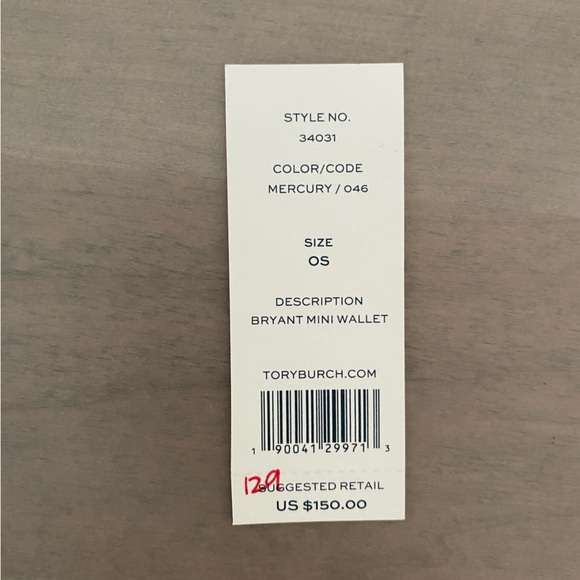 STYLE NO.
34031
COLOR/CODE
MERCURY / 046
SIZE
OS
DESCRIPTION
BRYANT MINI WALLET
TORYBURCH.COM
1 90041 29971 3
129
SUGGESTED RETAIL
US $150.00